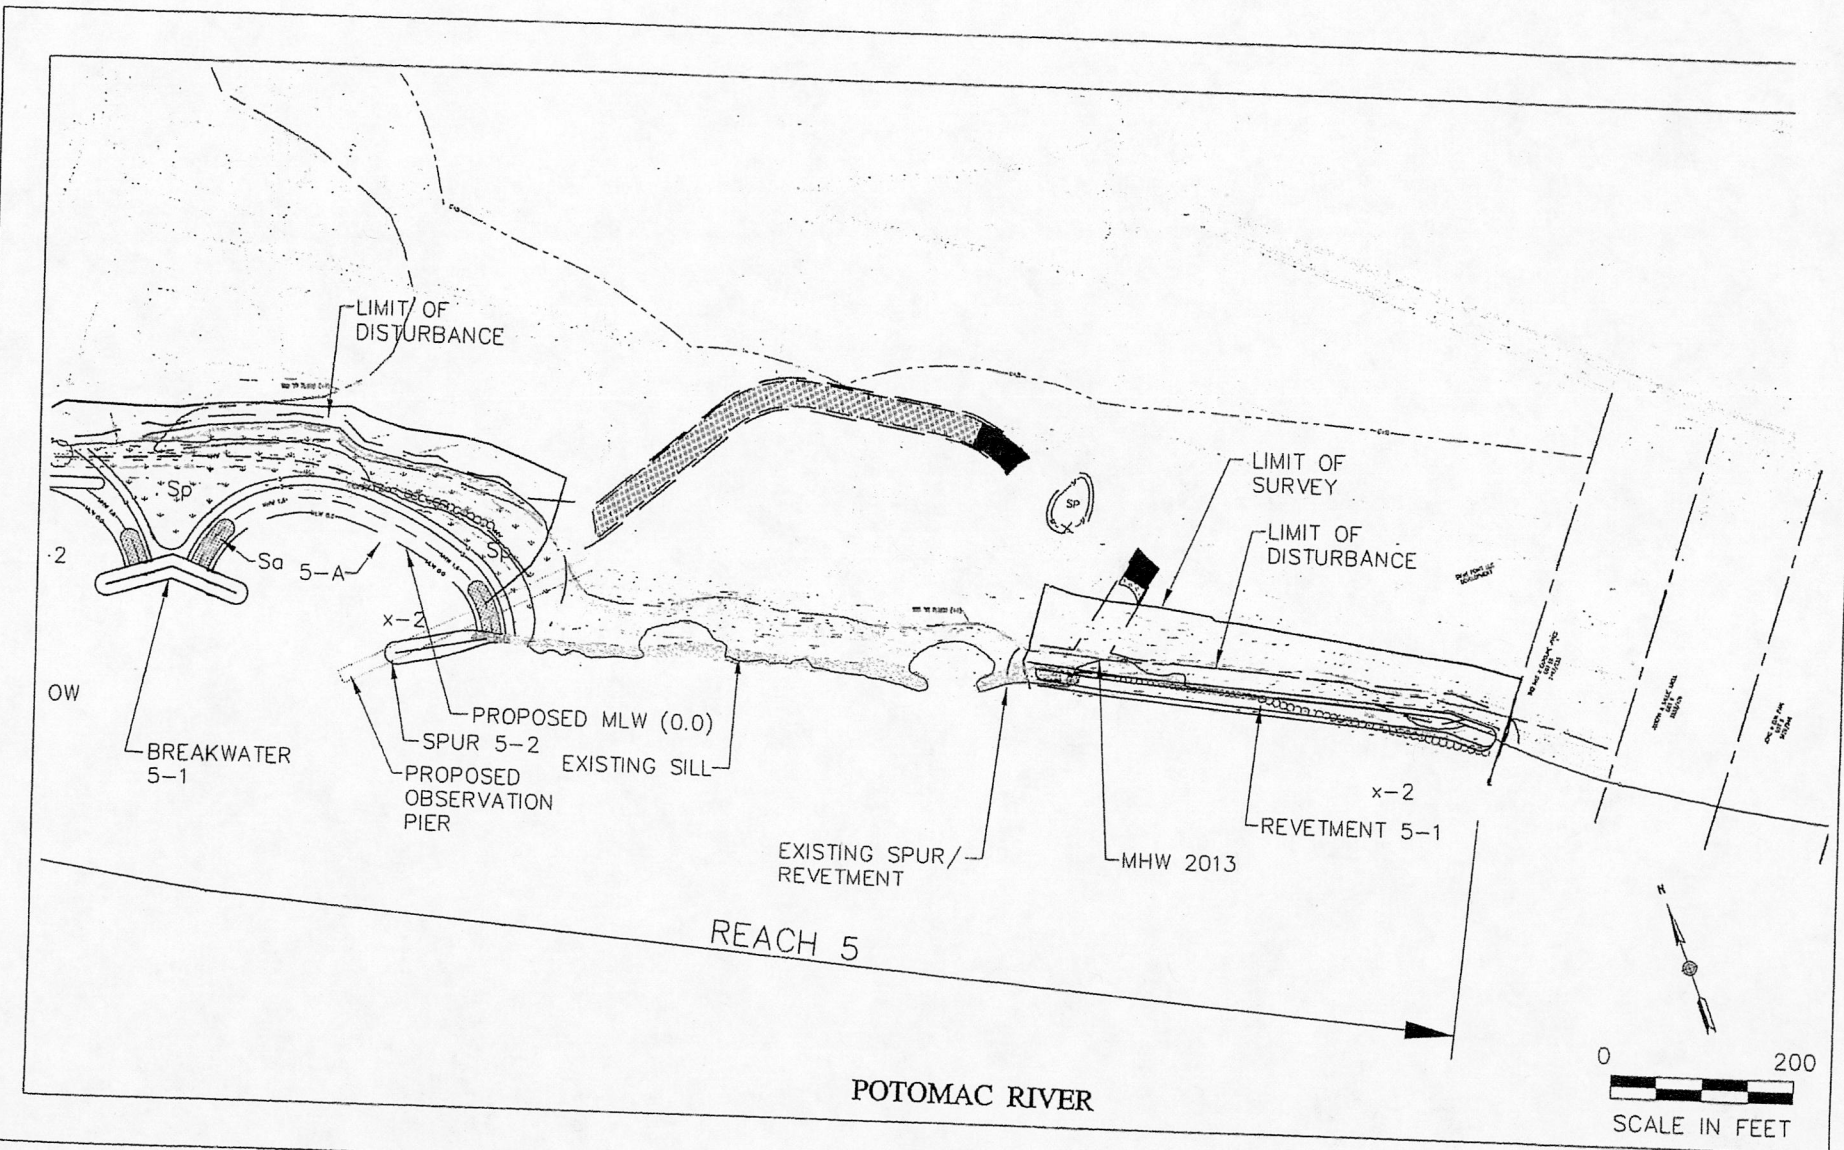 LIMIT OF
DISTURBANCE
LIMIT OF
SURVEY
LIMIT OF
DISTURBANCE
Sp
Sp
Sp
Sa
5-A
2
x-2
OW
PROPOSED MLW (0.0)
SPUR 5-2
EXISTING SILL
BREAKWATER
5-1
PROPOSED
OBSERVATION
PIER
x-2
REVETMENT 5-1
EXISTING SPUR/
REVETMENT
MHW 2013
REACH 5
N
POTOMAC RIVER
0 200
SCALE IN FEET